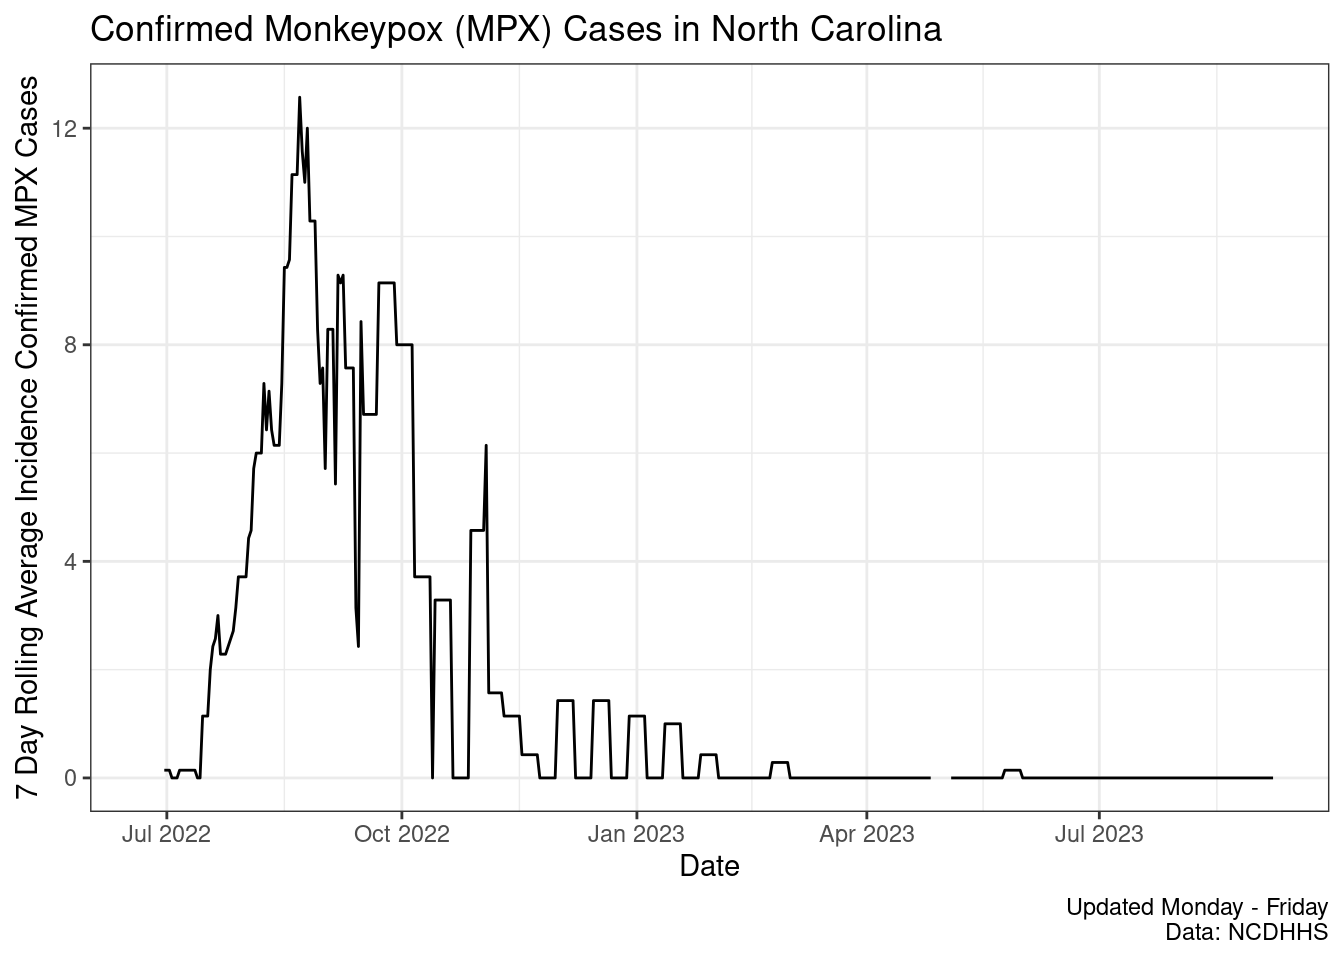 Confirmed Monkeypox (MPX) Cases in North Carolina
7 Day Rolling Average Incidence Confirmed MPX Cases
12
8
4
0
Jul 2022
Oct 2022
Jan 2023
Apr 2023
Jul 2023
Date
Updated Monday - Friday
Data: NCDHHS